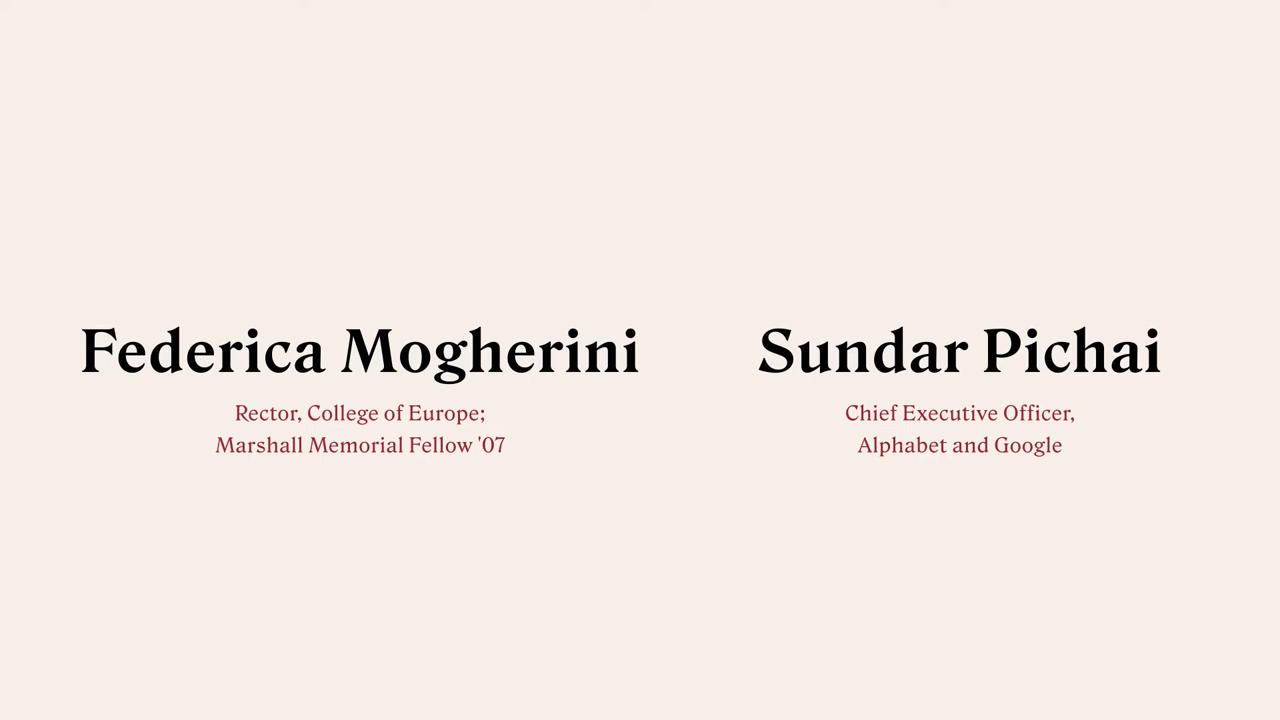 Federica Mogherini
Rector, College of Europe;
Marshall Memorial Fellow '07
Sundar Pichai
Chief Executive Officer,
Alphabet and Google